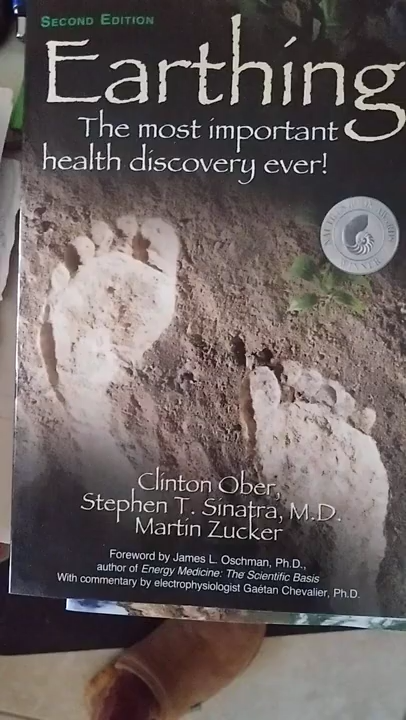 SECOND EDITION
Earthing
The most important
health discovery ever!
WINNER
Clinton Ober,
Stephen T. Sinatra, M.D.
Martin Zucker
Foreword by James L. Oschman, Ph.D.,
author of Energy Medicine: The Scientific Basis
With commentary by electrophysiologist Gaétan Chevalier, Ph.D.